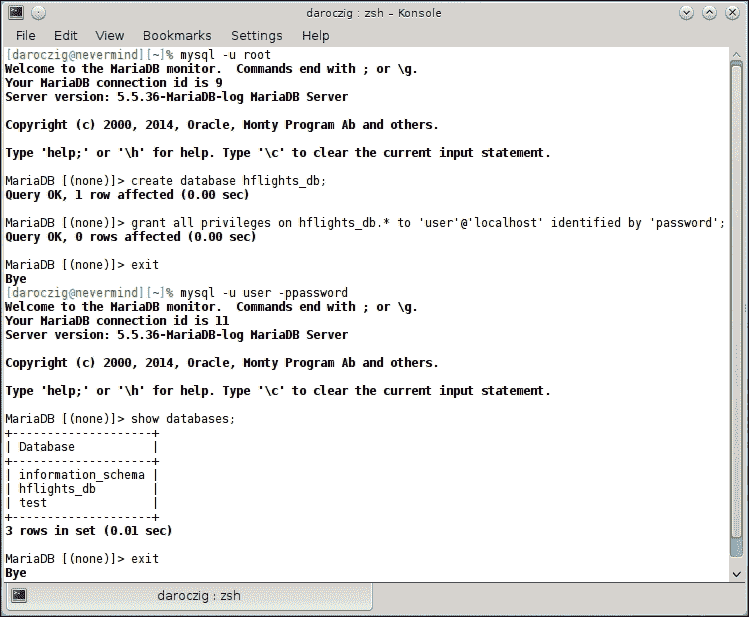 daroczig : zsh – Konsole
File Edit View Bookmarks Settings Help
[daroczig@nevermind][~]% mysql -u root
Welcome to the MariaDB monitor.  Commands end with ; or \g.
Your MariaDB connection id is 9
Server version: 5.5.36-MariaDB-log MariaDB Server
Copyright (c) 2000, 2014, Oracle, Monty Program Ab and others.
Type 'help;' or '\h' for help. Type '\c' to clear the current input statement.
MariaDB [(none)]> create database hflights_db;
Query OK, 1 row affected (0.00 sec)
MariaDB [(none)]> grant all privileges on hflights_db.* to 'user'@'localhost' identified by 'password';
Query OK, 0 rows affected (0.00 sec)
MariaDB [(none)]> exit
Bye
[daroczig@nevermind][~]% mysql -u user -ppassword
Welcome to the MariaDB monitor.  Commands end with ; or \g.
Your MariaDB connection id is 11
Server version: 5.5.36-MariaDB-log MariaDB Server
Copyright (c) 2000, 2014, Oracle, Monty Program Ab and others.
Type 'help;' or '\h' for help. Type '\c' to clear the current input statement.
MariaDB [(none)]> show databases;
+--------------------+
| Database           |
+--------------------+
| information_schema |
| hflights_db        |
| test               |
+--------------------+
3 rows in set (0.01 sec)
MariaDB [(none)]> exit
Bye
daroczig : zsh